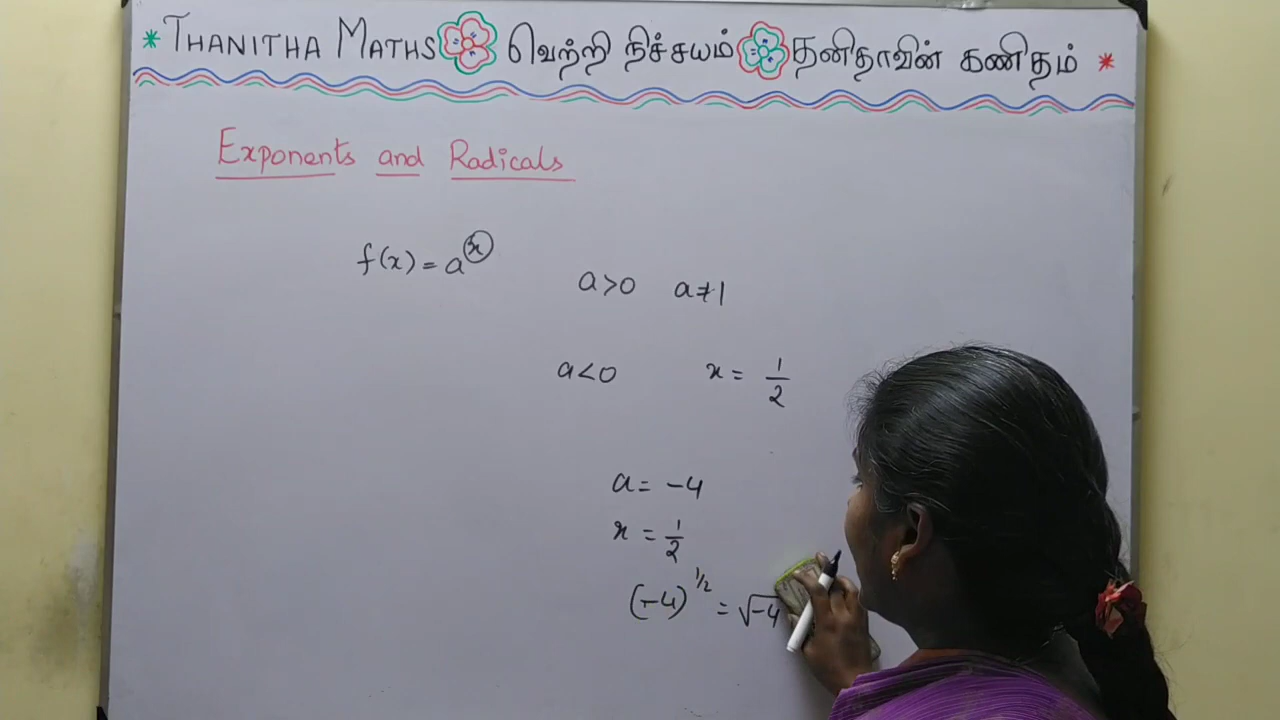 * THANITHA MATHS வெற்றி நிச்சயம் தனிதாவின் கணிதம் *
Exponents and Radicals
f(x) = a^x
a>0 a≠1
a<0 x = 1/2
a = -4
x = 1/2
(-4)^1/2 = √-4